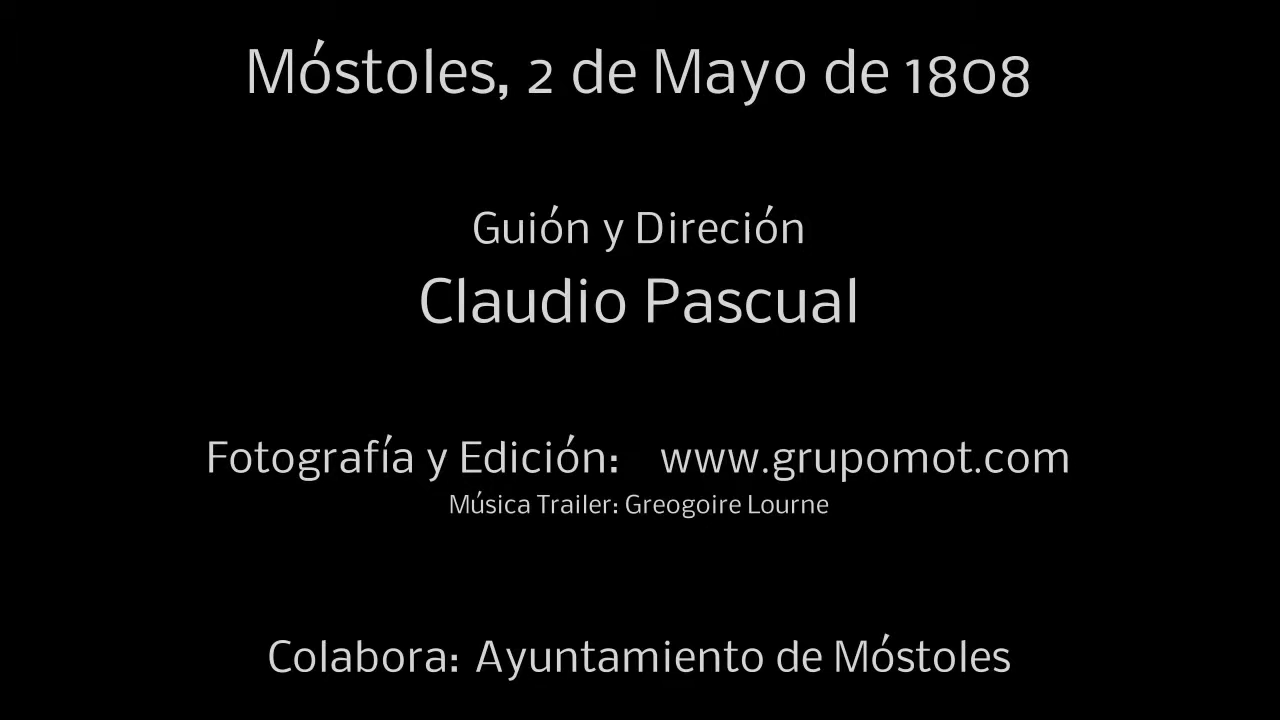 Móstoles, 2 de Mayo de 1808
Guión y Direción
Claudio Pascual
Fotografía y Edición: www.grupomot.com
Música Trailer: Greogoire Lourne
Colabora: Ayuntamiento de Móstoles